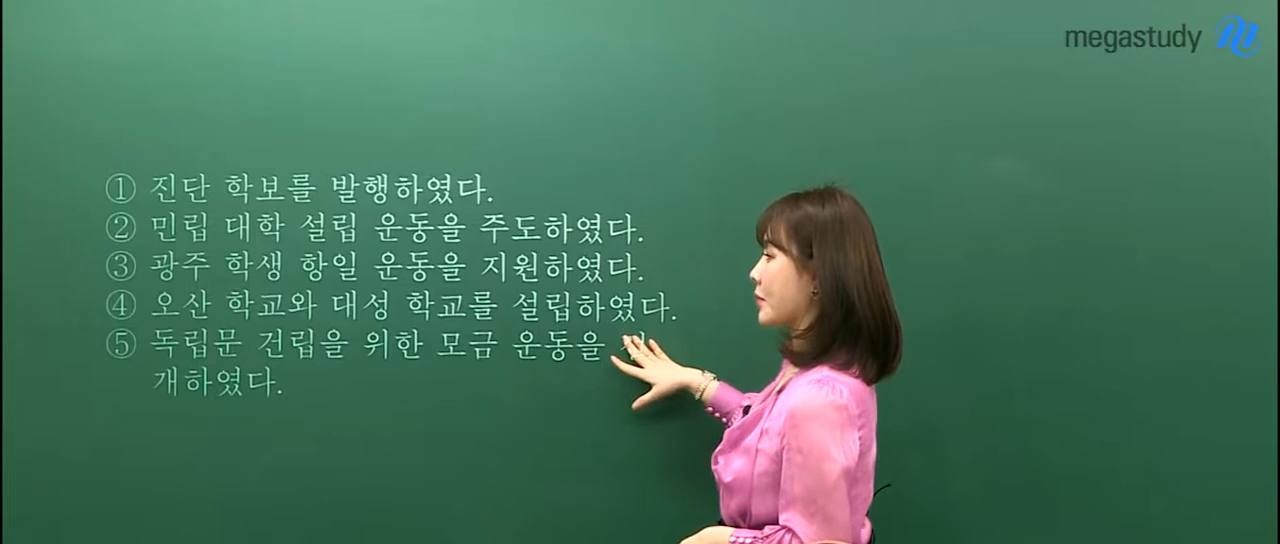 megastudy
① 진단 학보를 발행하였다.
② 민립 대학 설립 운동을 주도하였다.
③ 광주 학생 항일 운동을 지원하였다.
④ 오산 학교와 대성 학교를 설립하였다.
⑤ 독립문 건립을 위한 모금 운동을
개하였다.